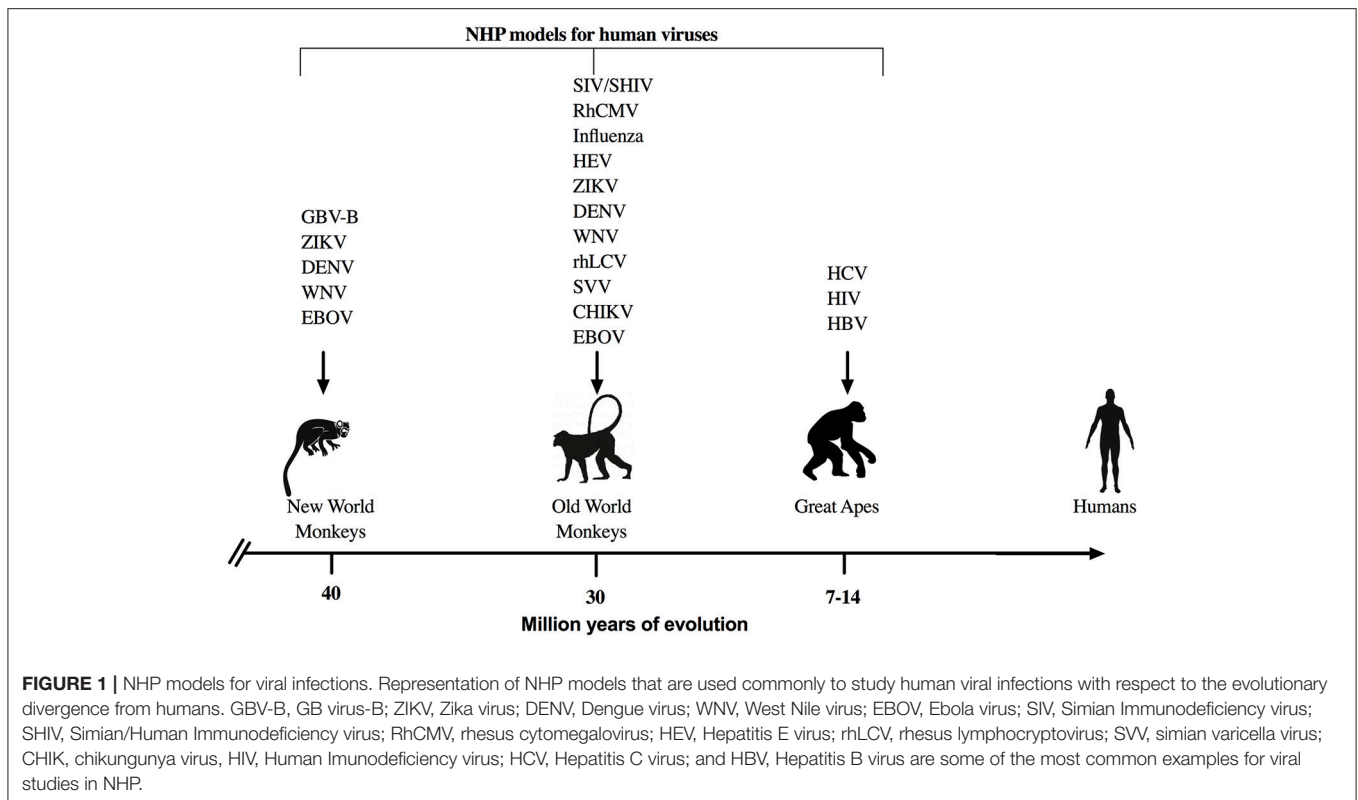 NHP models for human viruses
GBV-B
ZIKV
DENV
WNV
EBOV
SIV/SHIV
RhCMV
Influenza
HEV
ZIKV
DENV
WNV
rhLCV
SVV
CHIKV
EBOV
HCV
HIV
HBV
New World
Monkeys
Old World
Monkeys
Great Apes
Humans
40
30
7-14
Million years of evolution
FIGURE 1 | NHP models for viral infections. Representation of NHP models that are used commonly to study human viral infections with respect to the evolutionary
divergence from humans. GBV-B, GB virus-B; ZIKV, Zika virus; DENV, Dengue virus; WNV, West Nile virus; EBOV, Ebola virus; SIV, Simian Immunodeficiency virus;
SHIV, Simian/Human Immunodeficiency virus; RhCMV, rhesus cytomegalovirus; HEV, Hepatitis E virus; rhLCV, rhesus lymphocryptovirus; SVV, simian varicella virus;
CHIK, chikungunya virus, HIV, Human Imunodeficiency virus; HCV, Hepatitis C virus; and HBV, Hepatitis B virus are some of the most common examples for viral
studies in NHP.